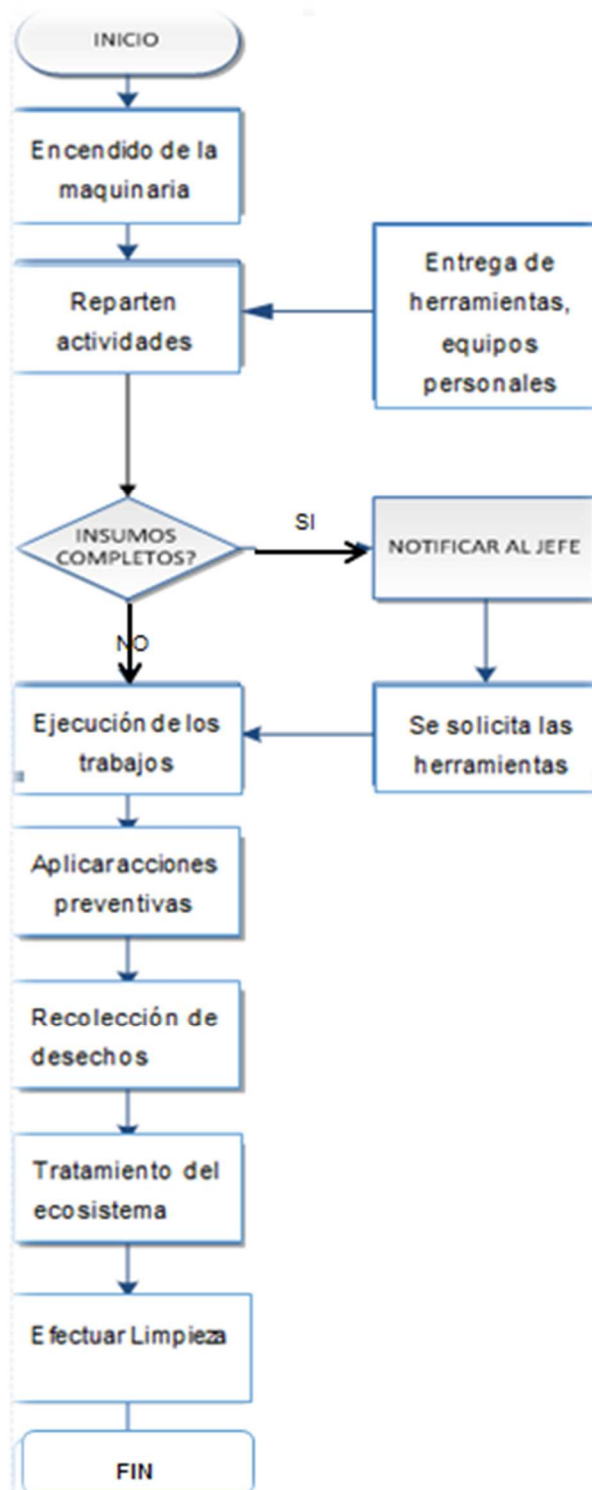 INICIO
Encendido de la
maquinaria
Reparten
actividades
Entrega de
herramientas,
equipos
personales
INSUMOS
COMPLETOS?
SI
NOTIFICAR AL JEFE
NO
Ejecución de los
trabajos
Se solicita las
herramientas
Aplicaracciones
preventivas
Recolección de
desechos
Tratamiento del
ecosistema
Efectuar Limpieza
FIN